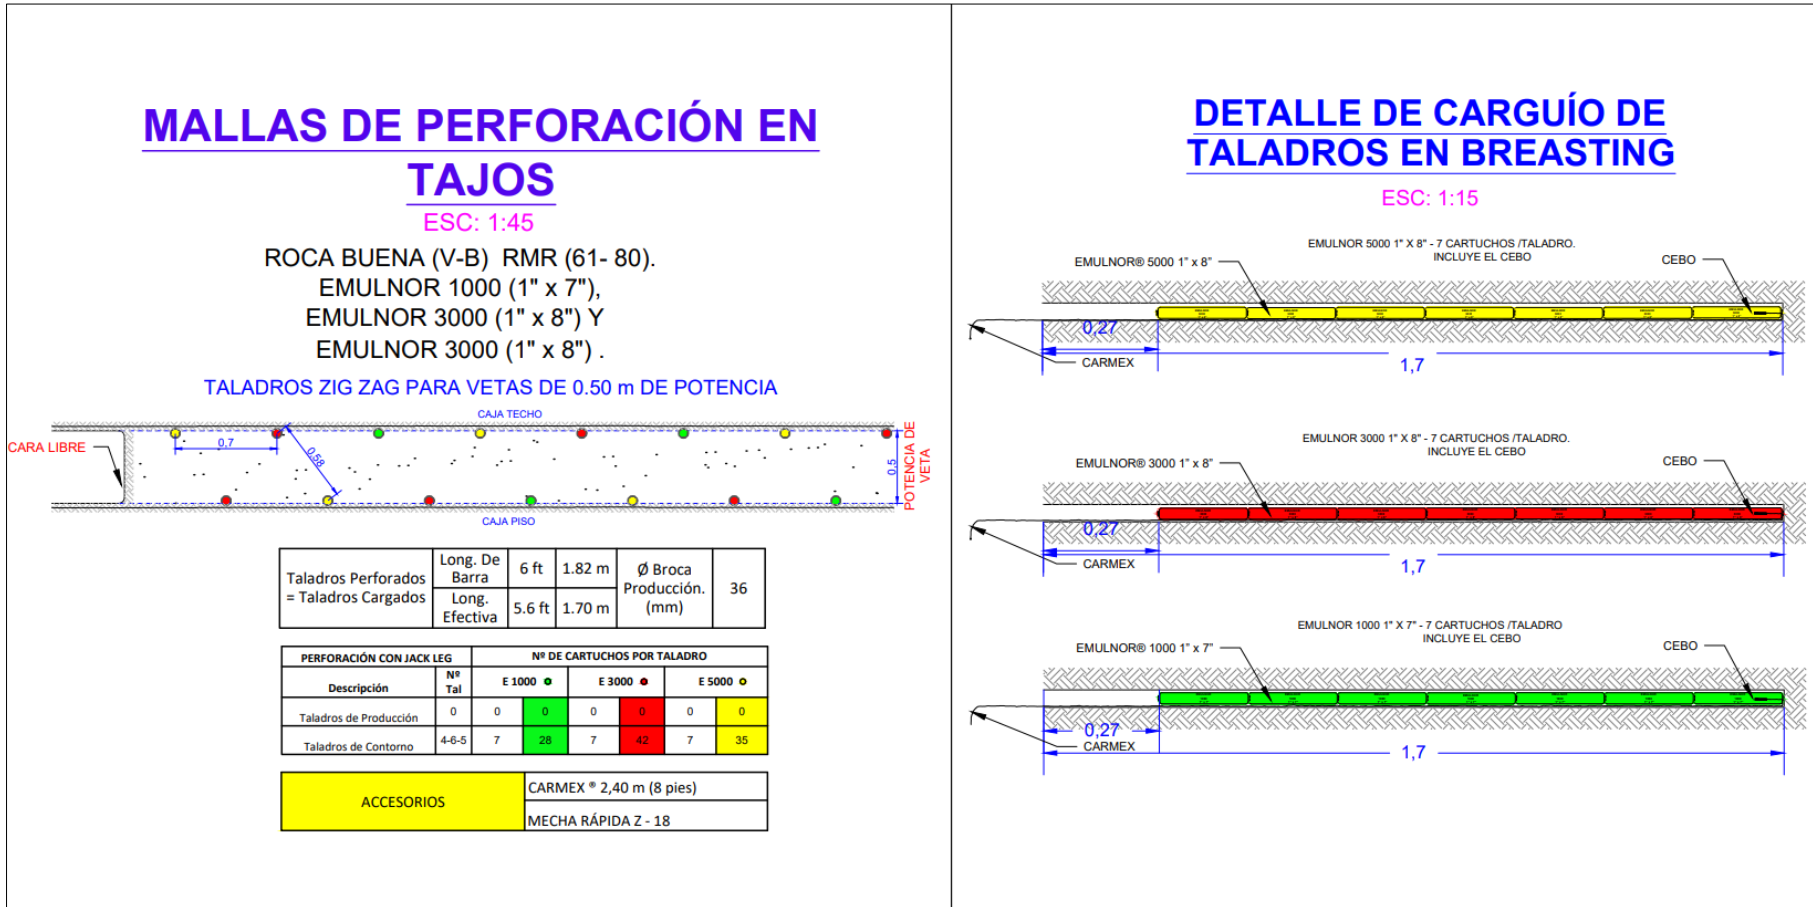 MALLAS DE PERFORACIÓN EN
TAJOS
ESC: 1:45
ROCA BUENA (V-B) RMR (61- 80).
EMULNOR 1000 (1" x 7"),
EMULNOR 3000 (1" x 8") Y
EMULNOR 3000 (1" x 8") .
TALADROS ZIG ZAG PARA VETAS DE 0.50 m DE POTENCIA
CAJA TECHO
CARA LIBRE
0,7
0,58
0,5
POTENCIA DE
VETA
CAJA PISO
Taladros Perforados
= Taladros Cargados
Long. De
Barra
6 ft
1.82 m
Ø Broca
Producción.
(mm)
36
Long.
Efectiva
5.6 ft
1.70 m
PERFORACIÓN CON JACK LEG
Nº DE CARTUCHOS POR TALADRO
Descripción
Nº
Tal
E 1000
E 3000
E 5000
Taladros de Producción
0
0
0
0
0
0
0
Taladros de Contorno
4-6-5
7
28
7
42
7
35
ACCESORIOS
CARMEX ® 2,40 m (8 pies)
MECHA RÁPIDA Z - 18
DETALLE DE CARGUÍO DE
TALADROS EN BREASTING
ESC: 1:15
EMULNOR 5000 1" X 8" - 7 CARTUCHOS /TALADRO.
INCLUYE EL CEBO
EMULNOR® 5000 1" x 8"
CEBO
0,27
CARMEX
1,7
EMULNOR 3000 1" X 8" - 7 CARTUCHOS /TALADRO.
INCLUYE EL CEBO
EMULNOR® 3000 1" x 8"
CEBO
0,27
CARMEX
1,7
EMULNOR 1000 1" X 7" - 7 CARTUCHOS /TALADRO
INCLUYE EL CEBO
EMULNOR® 1000 1" x 7"
CEBO
0,27
CARMEX
1,7